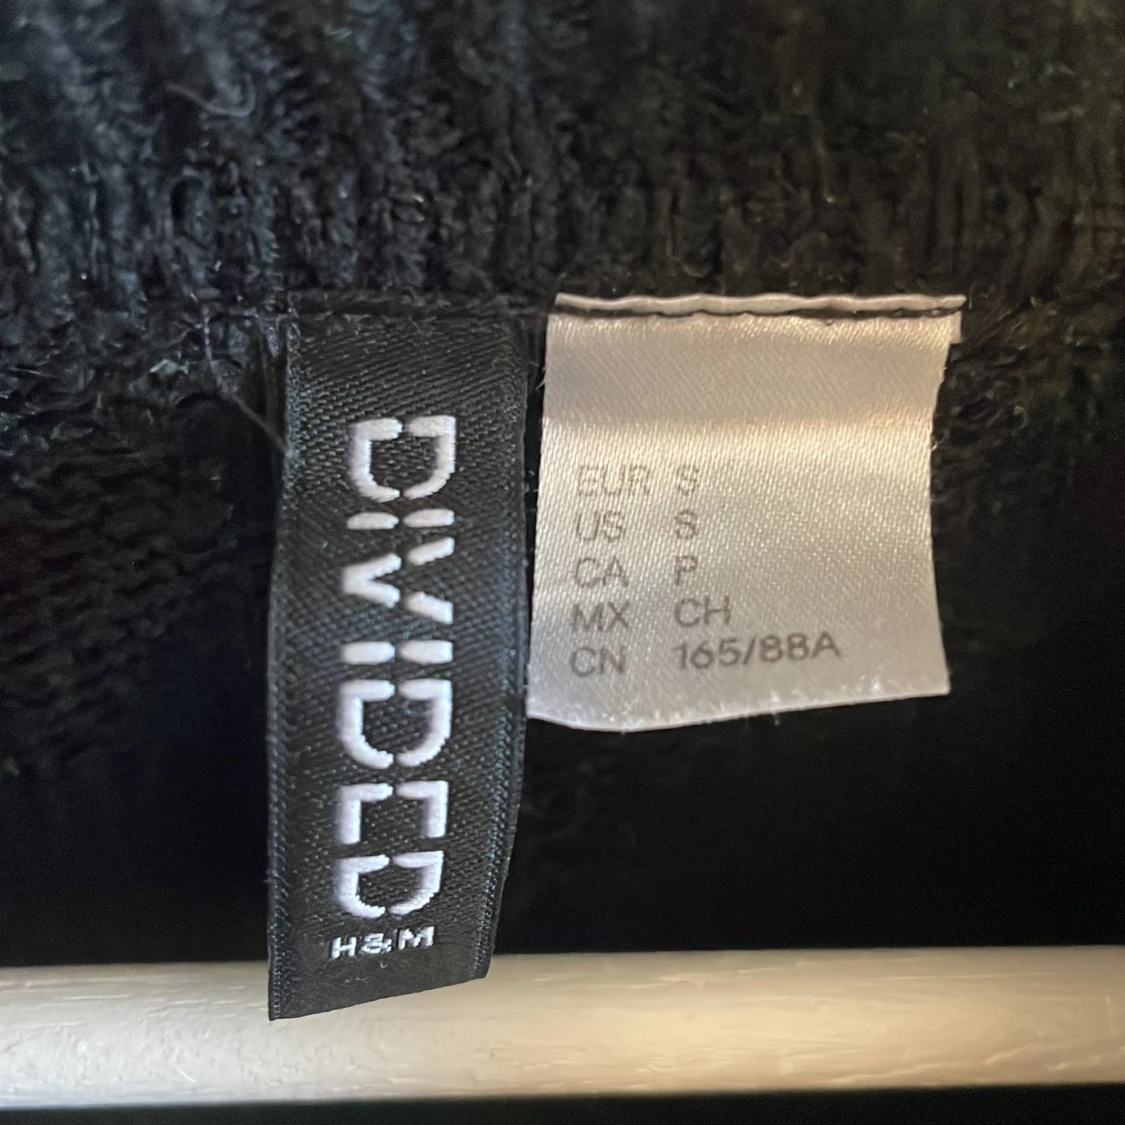 DIVIDED
H&M
EUR S
US S
CA P
MX CH
CN 165/88A